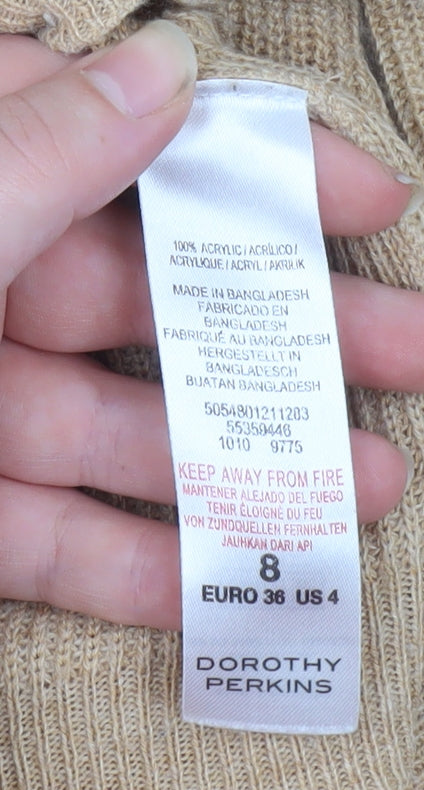 100% ACRYLIC / ACRÍLICO /
ACRYLIQUE / ACRYL / AKRILIK
MADE IN BANGLADESH
FABRICADO EN
BANGLADESH
FABRIQUÉ AU BANGLADESH
HERGESTELLT IN
BANGLADESCH
BUATAN BANGLADESH
5054801211203
55359446
1010 9775
KEEP AWAY FROM FIRE
MANTENER ALEJADO DEL FUEGO
TENIR ÉLOIGNÉ DU FEU
VON ZUNDQUELLEN FERNHALTEN
JAUHKAN DARI API
8
EURO 36 US 4
DOROTHY
PERKINS